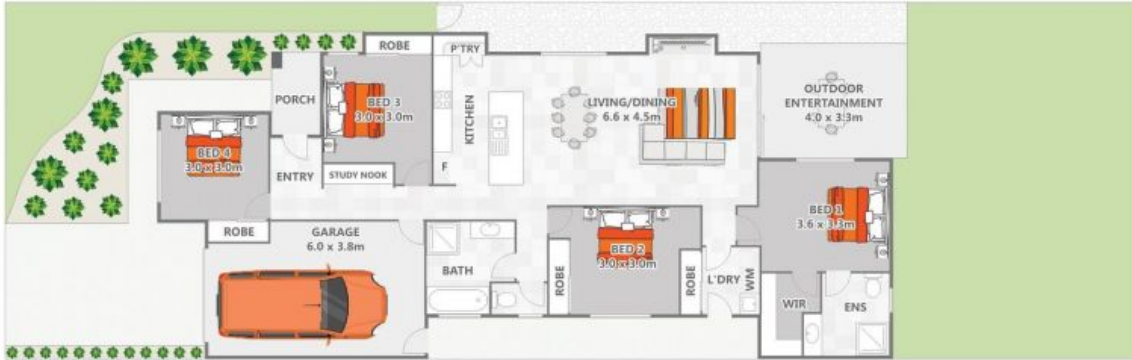 ROBE
P'TRY
PORCH
BED 3
3.0 x 3.0m
KITCHEN
LIVING/DINING
6.6 x 4.5m
OUTDOOR
ENTERTAINMENT
4.0 x 3.3m
BED 4
3.0 x 3.0m
ENTRY
STUDY NOOK
F
ROBE
GARAGE
6.0 x 3.8m
BATH
ROBE
BED 2
3.0 x 3.0m
ROBE
L'DRY
WM
BED 1
3.6 x 3.3m
WIR
ENS